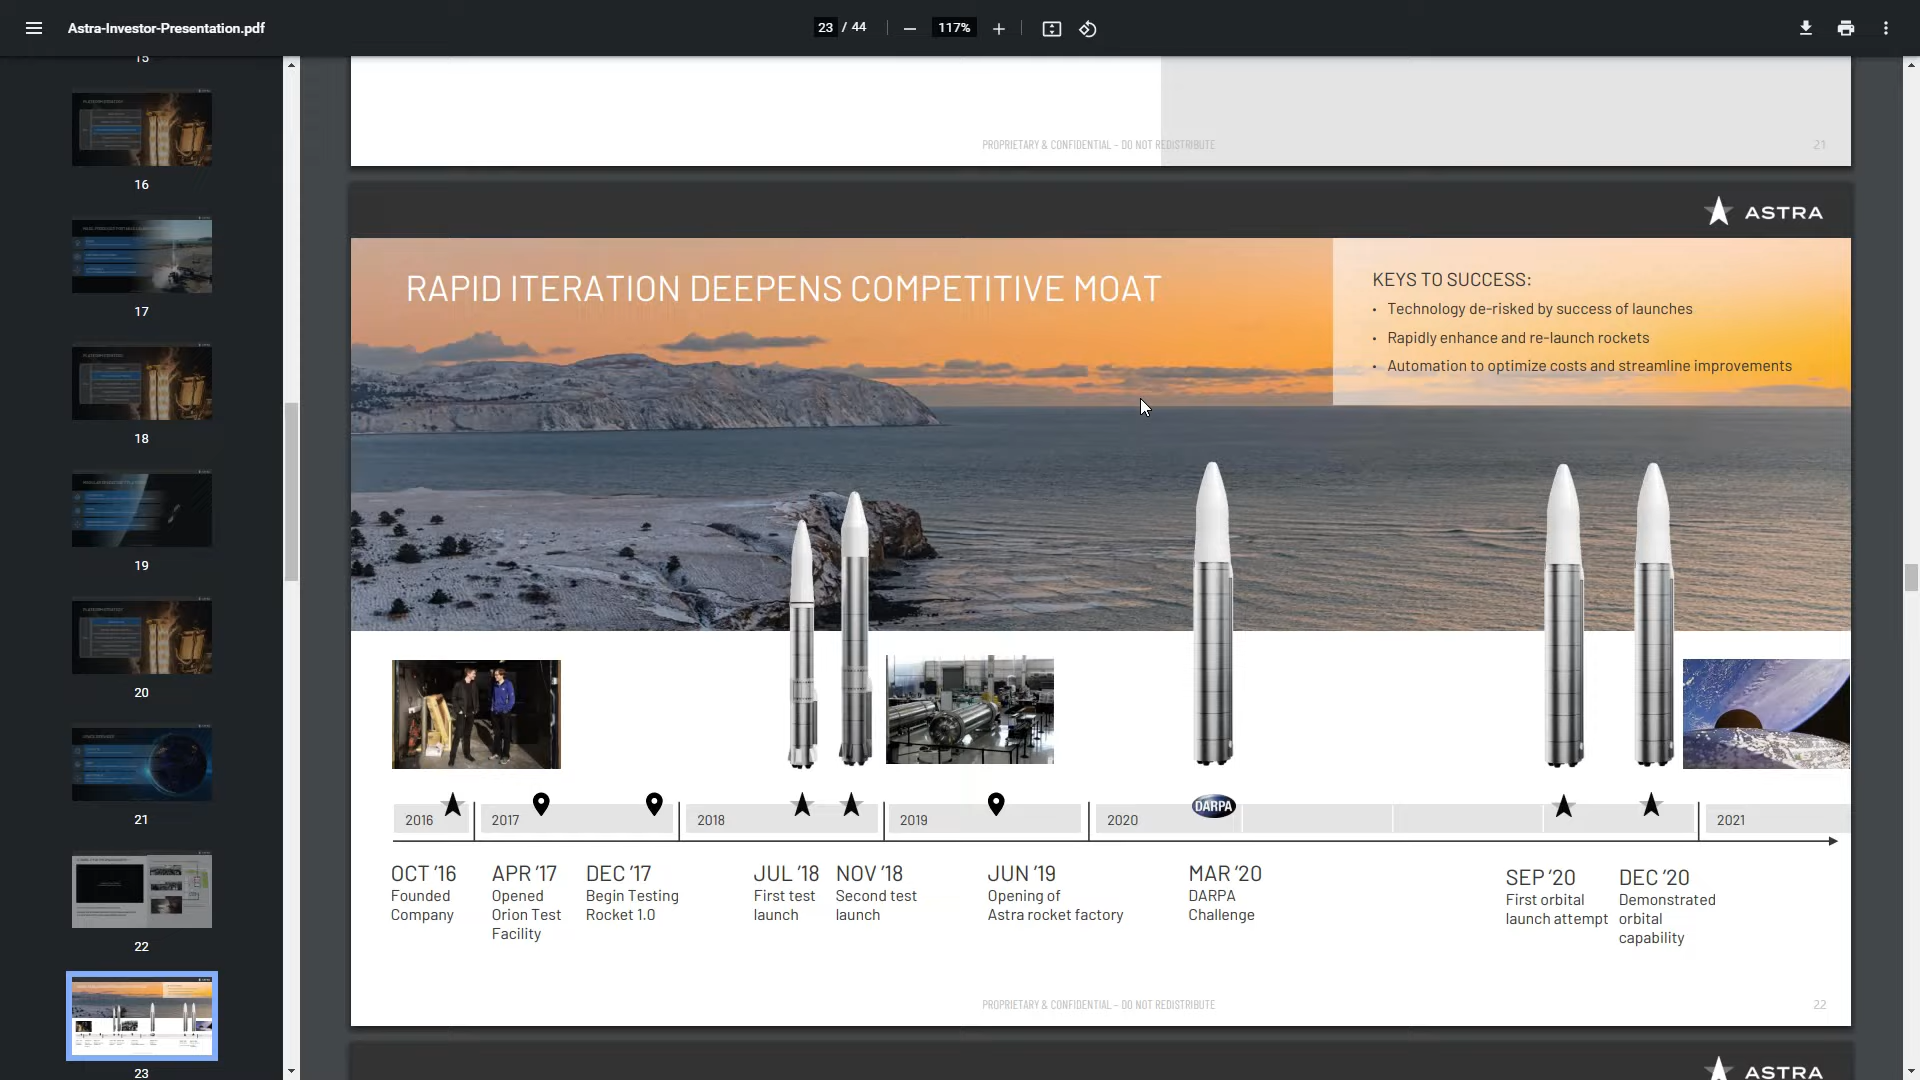 Astra-Investor-Presentation.pdf
23 / 44
117%
15
16
17
18
19
20
21
22
23
PROPRIETARY & CONFIDENTIAL – DO NOT REDISTRIBUTE
21
ASTRA
RAPID ITERATION DEEPENS COMPETITIVE MOAT
KEYS TO SUCCESS:
• Technology de-risked by success of launches
• Rapidly enhance and re-launch rockets
• Automation to optimize costs and streamline improvements
2016
2017
2018
2019
2020
DARPA
2021
OCT ‘16
Founded
Company
APR ‘17
Opened
Orion Test
Facility
DEC ‘17
Begin Testing
Rocket 1.0
JUL ‘18
First test
launch
NOV ‘18
Second test
launch
JUN ‘19
Opening of
Astra rocket factory
MAR ‘20
DARPA
Challenge
SEP ‘20
First orbital
launch attempt
DEC ‘20
Demonstrated
orbital
capability
PROPRIETARY & CONFIDENTIAL – DO NOT REDISTRIBUTE
22
ASTRA